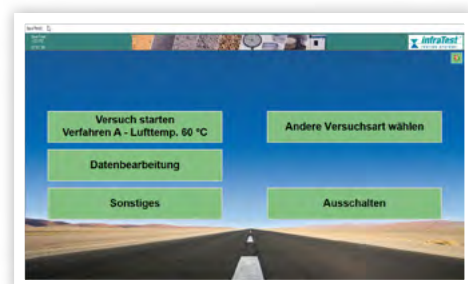 infraTest
Versuch starten
Verfahren A - Lufttemp. 60 °C
Andere Versuchsart wählen
Datenbearbeitung
Sonstiges
Ausschalten